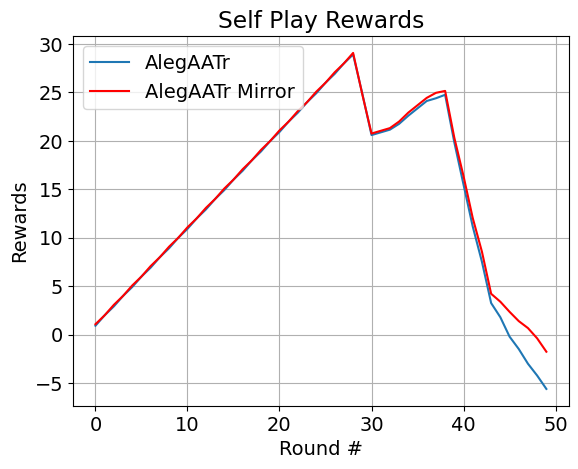 Self Play Rewards
AlegAATr
AlegAATr Mirror
Rewards
30
25
20
15
10
5
0
−5
0 10 20 30 40 50
Round #